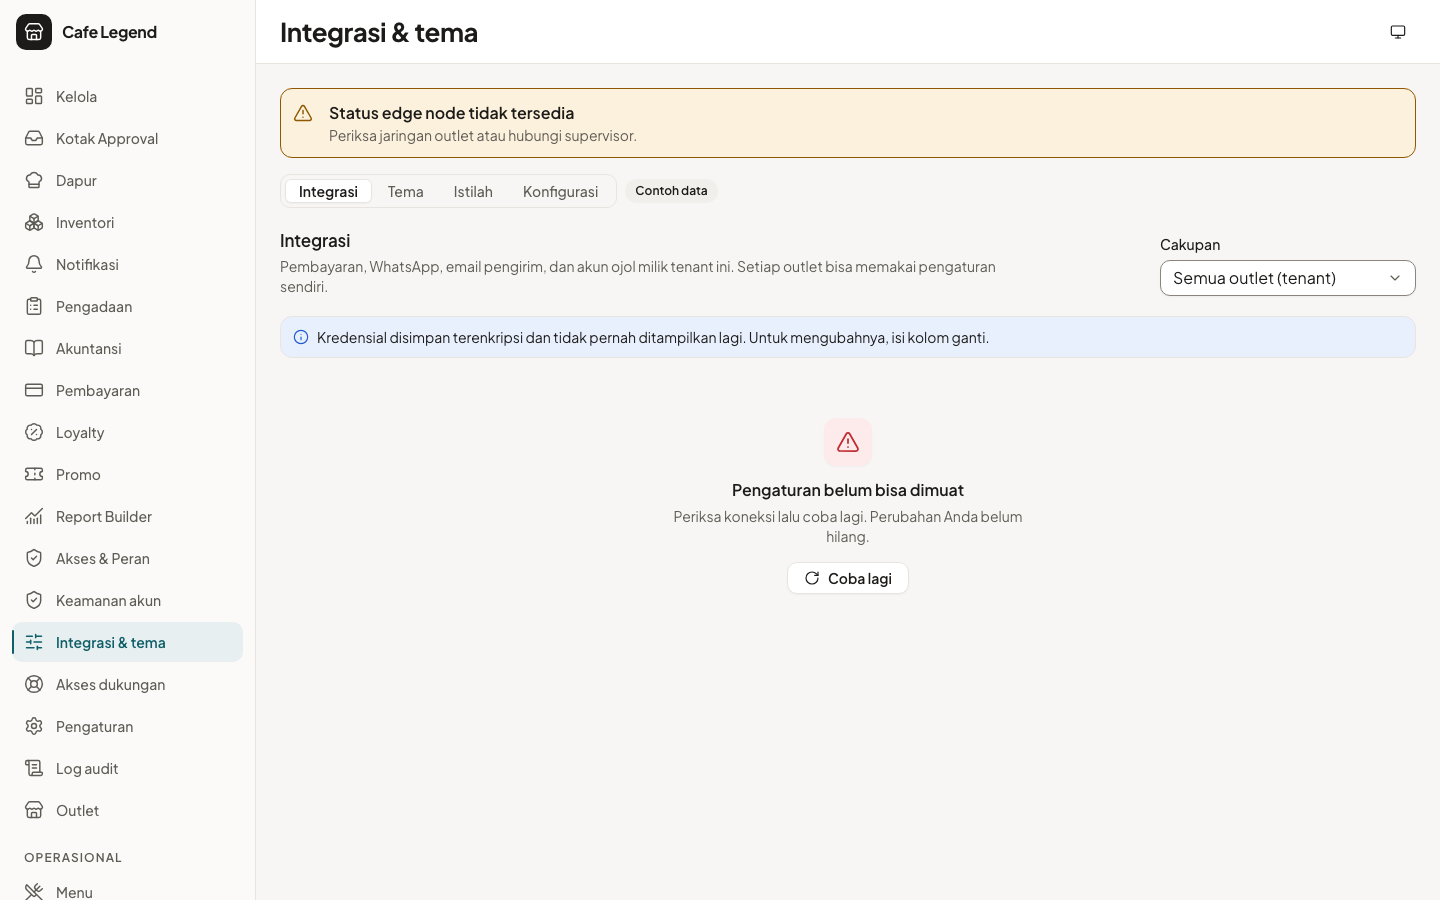 Cafe Legend
Kelola
Kotak Approval
Dapur
Inventori
Notifikasi
Pengadaan
Akuntansi
Pembayaran
Loyalty
Promo
Report Builder
Akses & Peran
Keamanan akun
Integrasi & tema
Akses dukungan
Pengaturan
Log audit
Outlet
OPERASIONAL
Menu
Integrasi & tema
Status edge node tidak tersedia
Periksa jaringan outlet atau hubungi supervisor.
Integrasi
Tema
Istilah
Konfigurasi
Contoh data
Integrasi
Pembayaran, WhatsApp, email pengirim, dan akun ojol milik tenant ini. Setiap outlet bisa memakai pengaturan
sendiri.
Cakupan
Semua outlet (tenant)
Kredensial disimpan terenkripsi dan tidak pernah ditampilkan lagi. Untuk mengubahnya, isi kolom ganti.
Pengaturan belum bisa dimuat
Periksa koneksi lalu coba lagi. Perubahan Anda belum
hilang.
Coba lagi